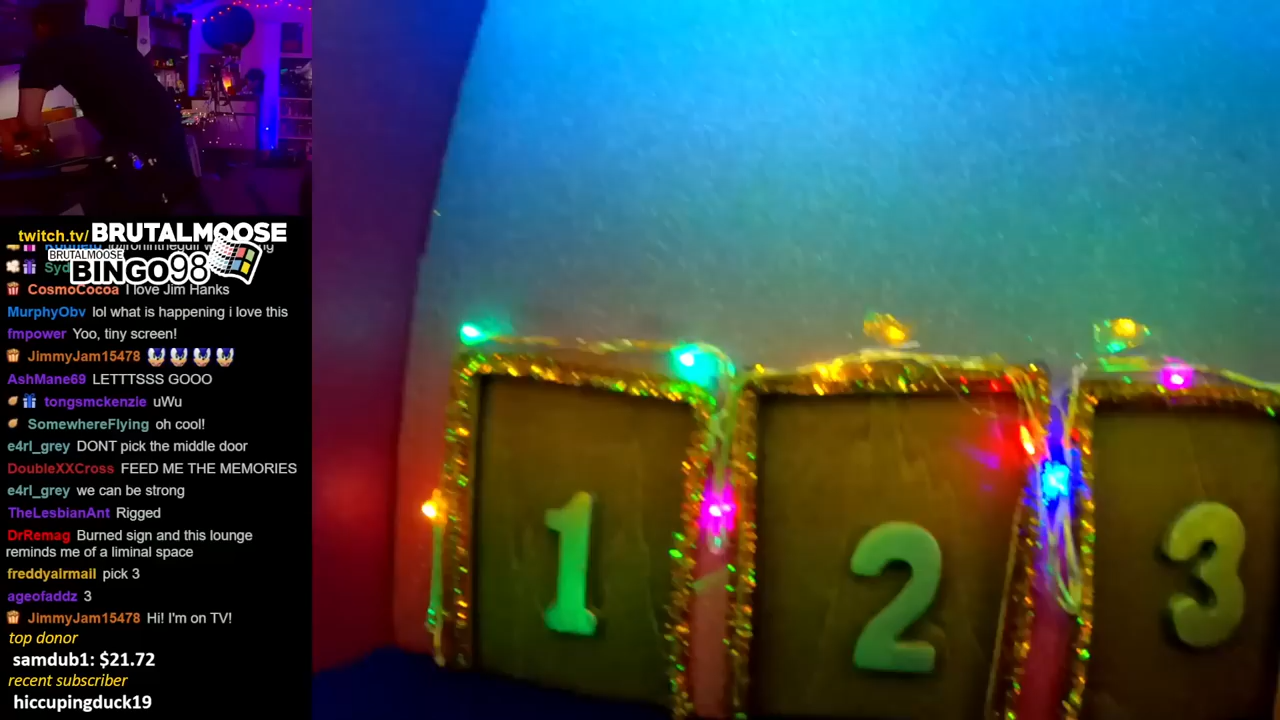 twitch.tv/BRUTALMOOSE
BRUTALMOOSE
BINGO98
CosmoCocoa I love Jim Hanks
MurphyObv lol what is happening i love this
fmpower Yoo, tiny screen!
JimmyJam15478
AshMane69 LETTTSSS GOOO
tongsmckenzie uWu
SomewhereFlying oh cool!
e4rl_grey DONT pick the middle door
DoubleXXCross FEED ME THE MEMORIES
e4rl_grey we can be strong
TheLesbianAnt Rigged
DrRemag Burned sign and this lounge
reminds me of a liminal space
freddyalrmail pick 3
ageofaddz 3
JimmyJam15478 Hi! I'm on TV!
top donor
samdub1: $21.72
recent subscriber
hiccupingduck19
1
2
3